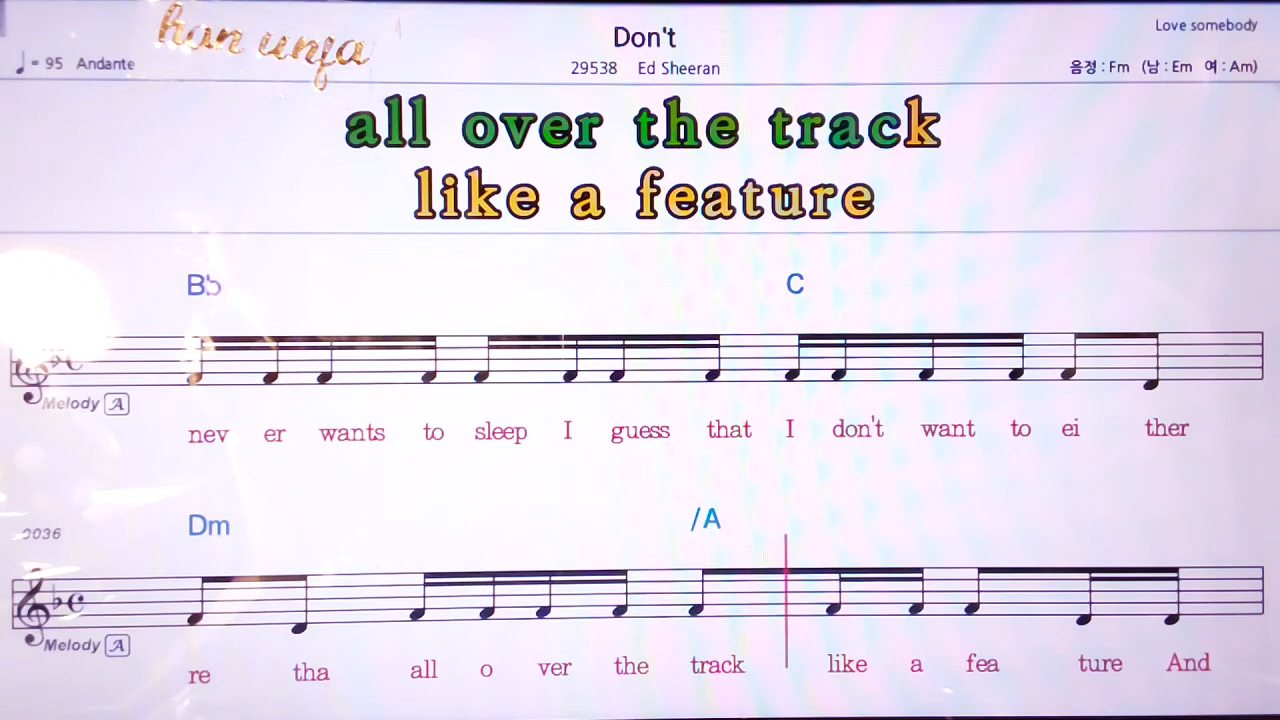 han unfa
Don't
Love somebody
♩= 95 Andante
29538 Ed Sheeran
음정 : Fm (남 : Em 여 : Am)
all over the track
like a feature
B♭ C
Melody A
nev er wants to sleep I guess that I don't want to ei ther
0036
Dm /A
Melody A
re tha all o ver the track like a fea ture And